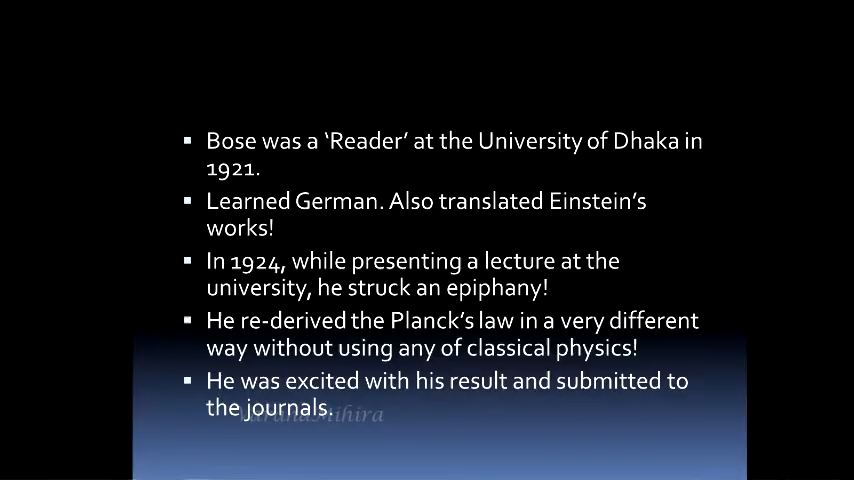 Bose was a ‘Reader’ at the University of Dhaka in
1921.
Learned German. Also translated Einstein’s
works!
In 1924, while presenting a lecture at the
university, he struck an epiphany!
He re-derived the Planck’s law in a very different
way without using any of classical physics!
He was excited with his result and submitted to
the journals.
VarahaMihira